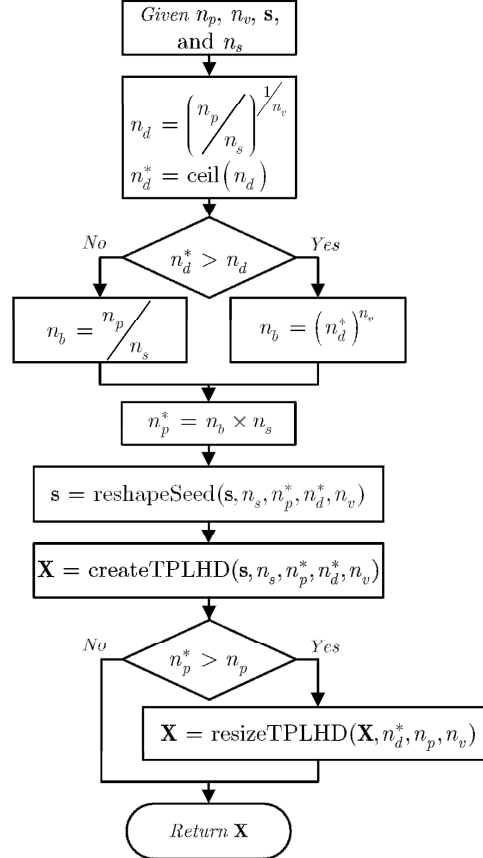 Given n_p, n_v, s,
and n_s
n_d = (n_p / n_s)^{1/n_v}
n_d^* = ceil(n_d)
No
Yes
n_d^* > n_d
n_b = n_p / n_s
n_b = (n_d^*)^{n_v}
n_p^* = n_b × n_s
s = reshapeSeed(s, n_s, n_p^*, n_d^*, n_v)
X = createTPLHD(s, n_s, n_p^*, n_d^*, n_v)
No
Yes
n_p^* > n_p
X = resizeTPLHD(X, n_d^*, n_p, n_v)
Return X